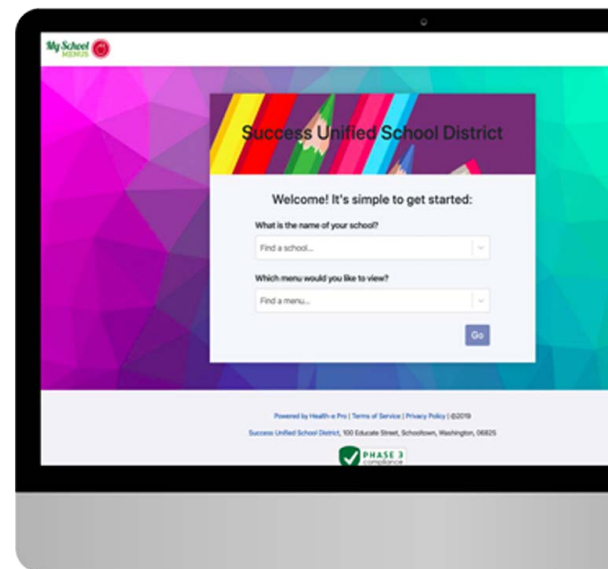 My School
MENUS
Success Unified School District
Welcome! It's simple to get started:
What is the name of your school?
Find a school...
Which menu would you like to view?
Find a menu...
Go
Powered by Health-e Pro | Terms of Service | Privacy Policy | ©2019
Success Unified School District, 100 Educate Street, Schooltown, Washington, 06825
PHASE 3
compliance